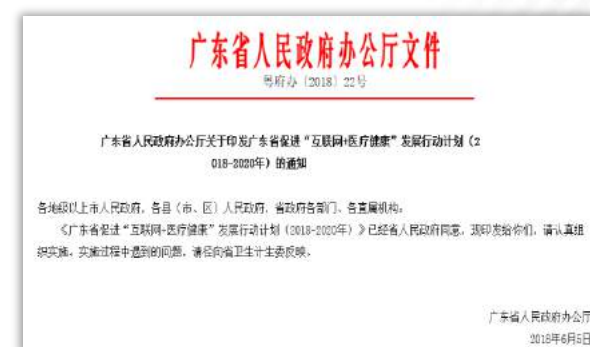 广东省人民政府办公厅文件
粤府办〔2018〕22号
广东省人民政府办公厅关于印发广东省促进“互联网+医疗健康”发展行动计划（2
018-2020年）的通知
各地级以上市人民政府，各县（市、区）人民政府，省政府各部门、各直属机构：
《广东省促进“互联网+医疗健康”发展行动计划（2018-2020年）》已经省人民政府同意，现印发给你们，请认真组
织实施。实施过程中遇到的问题，请径向省卫生计生委反映。
广东省人民政府办公厅
2018年6月5日